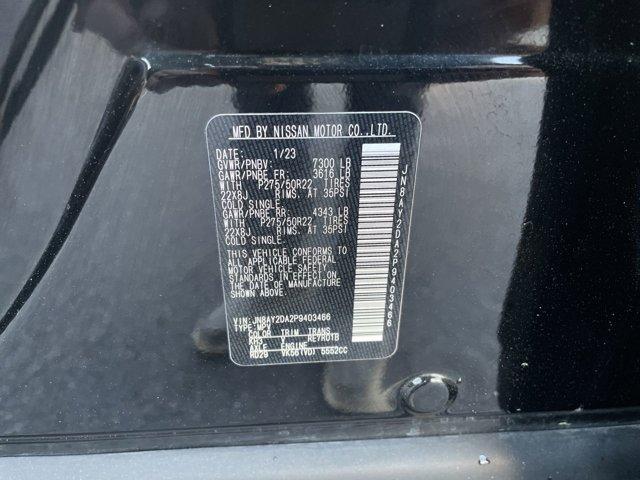 MFD BY NISSAN MOTOR CO.,LTD.
DATE: 1/23
GVWR/PNBV: 7300 LB
GAWR/PNBE FR: 3616 LB
WITH P275/50R22 TIRES
22X8J RIMS, AT 35PSI
COLD SINGLE.
GAWR/PNBE RR: 4343 LB
WITH P275/50R22 TIRES
22X8J RIMS, AT 35PSI
COLD SINGLE.
THIS VEHICLE CONFORMS TO
ALL APPLICABLE FEDERAL
MOTOR VEHICLE SAFETY
STANDARDS IN EFFECT ON
THE DATE OF MANUFACTURE
SHOWN ABOVE.
VIN: JN8AY2DA2P9403466
TYPE: MPV
COLOR TRIM TRANS
KH3 RE7R01B
AXLE ENGINE
RD29 VK56(VD) 5552CC
JN8AY2DA2P9403466